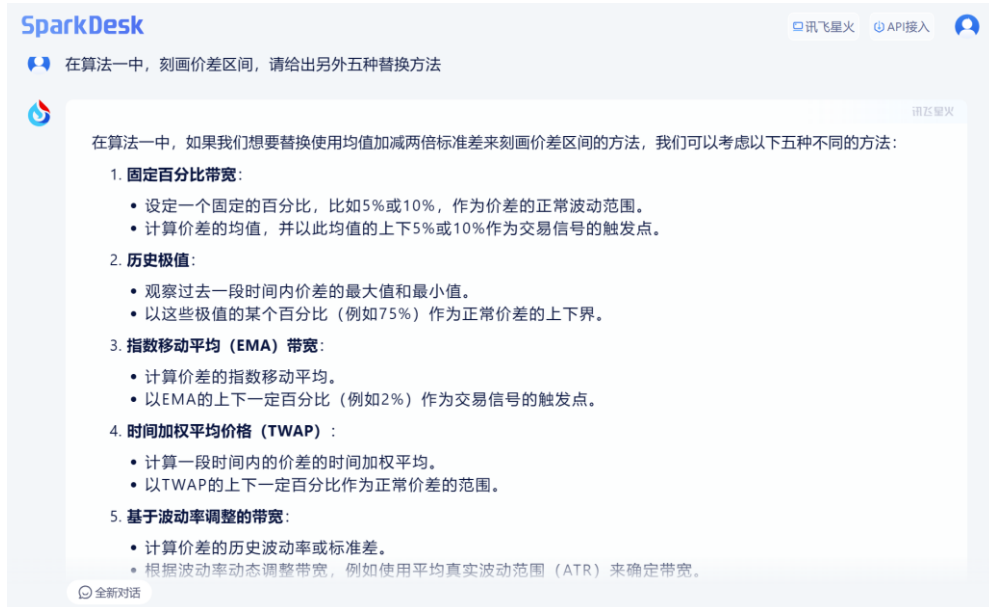 SparkDesk
讯飞星火
API接入
在算法一中，刻画价差区间，请给出另外五种替换方法
讯飞星火
在算法一中，如果我们想要替换使用均值加减两倍标准差来刻画价差区间的方法，我们可以考虑以下五种不同的方法：
1. 固定百分比带宽：
• 设定一个固定的百分比，比如5%或10%，作为价差的正常波动范围。
• 计算价差的均值，并以此均值的上下5%或10%作为交易信号的触发点。
2. 历史极值：
• 观察过去一段时间内价差的最大值和最小值。
• 以这些极值的某个百分比（例如75%）作为正常价差的上下界。
3. 指数移动平均（EMA）带宽：
• 计算价差的指数移动平均。
• 以EMA的上下一定百分比（例如2%）作为交易信号的触发点。
4. 时间加权平均价格（TWAP）：
• 计算一段时间内的价差的时间加权平均。
• 以TWAP的上下一定百分比作为正常价差的范围。
5. 基于波动率调整的带宽：
• 计算价差的历史波动率或标准差。
• 根据波动率动态调整带宽，例如使用平均真实波动范围（ATR）来确定带宽。
全新对话